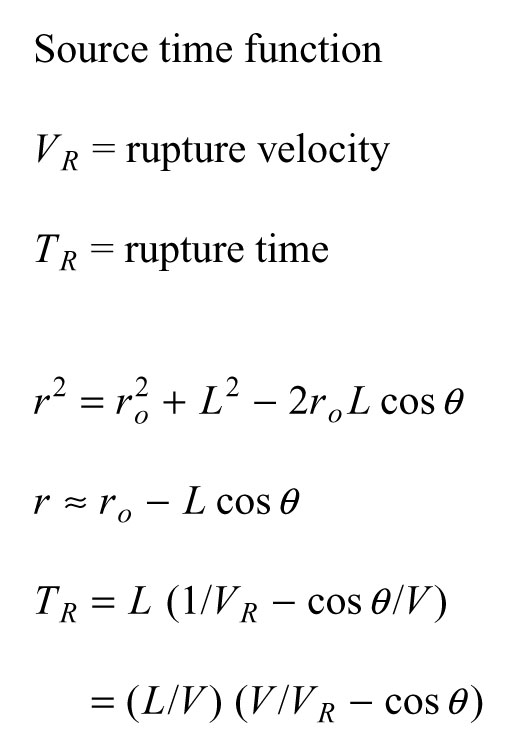 Source time function
V_R = rupture velocity
T_R = rupture time
r² = r_o² + L² − 2r_o L cos θ
r ≈ r_o − L cos θ
T_R = L (1/V_R − cos θ/V)
= (L/V) (V/V_R − cos θ)